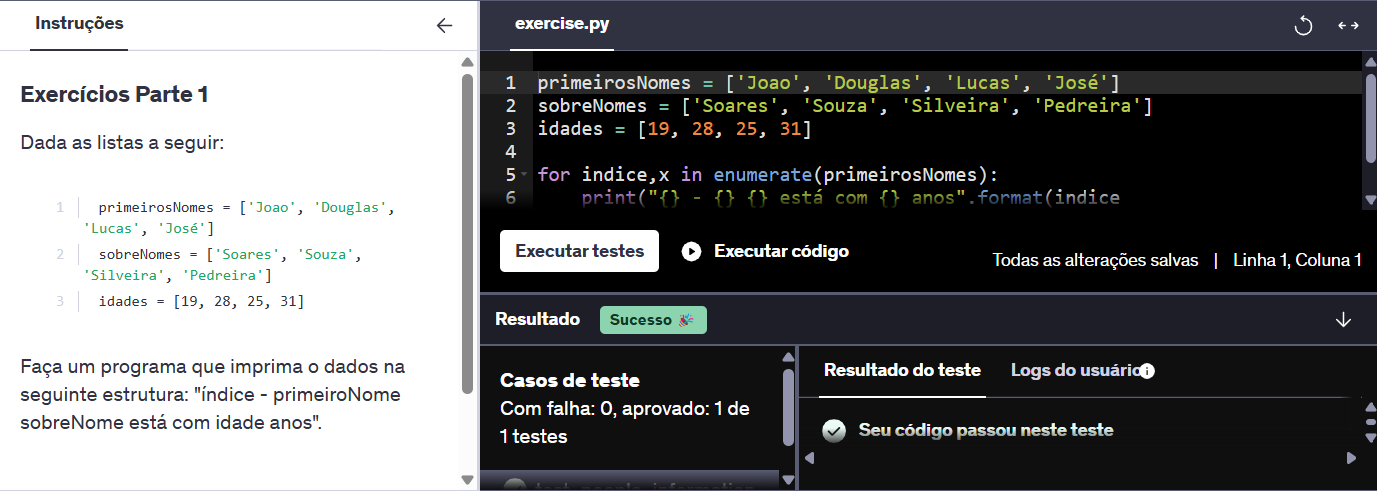 Instruções
Exercícios Parte 1
Dada as listas a seguir:
1 primeirosNomes = ['Joao', 'Douglas',
'Lucas', 'José']
2 sobreNomes = ['Soares', 'Souza',
'Silveira', 'Pedreira']
3 idades = [19, 28, 25, 31]
Faça um programa que imprima o dados na
seguinte estrutura: "índice - primeiroNome
sobreNome está com idade anos".
exercise.py
1 primeirosNomes = ['Joao', 'Douglas', 'Lucas', 'José']
2 sobreNomes = ['Soares', 'Souza', 'Silveira', 'Pedreira']
3 idades = [19, 28, 25, 31]
4
5 for indice,x in enumerate(primeirosNomes):
6 print("{} - {} {} está com {} anos".format(indice
Executar testes
Executar código
Todas as alterações salvas | Linha 1, Coluna 1
Resultado
Sucesso 🎉
Casos de teste
Com falha: 0, aprovado: 1 de
1 testes
test_people_information
Resultado do teste
Logs do usuário
Seu código passou neste teste